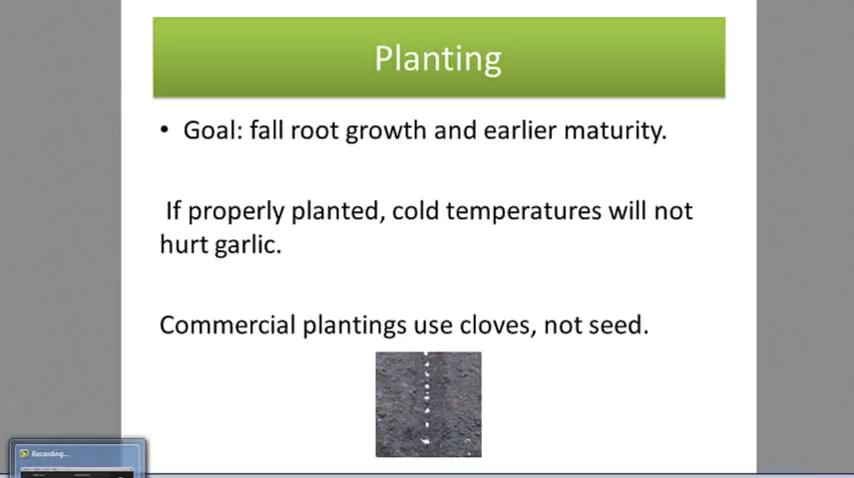 Planting
• Goal: fall root growth and earlier maturity.
If properly planted, cold temperatures will not
hurt garlic.
Commercial plantings use cloves, not seed.
Recording...